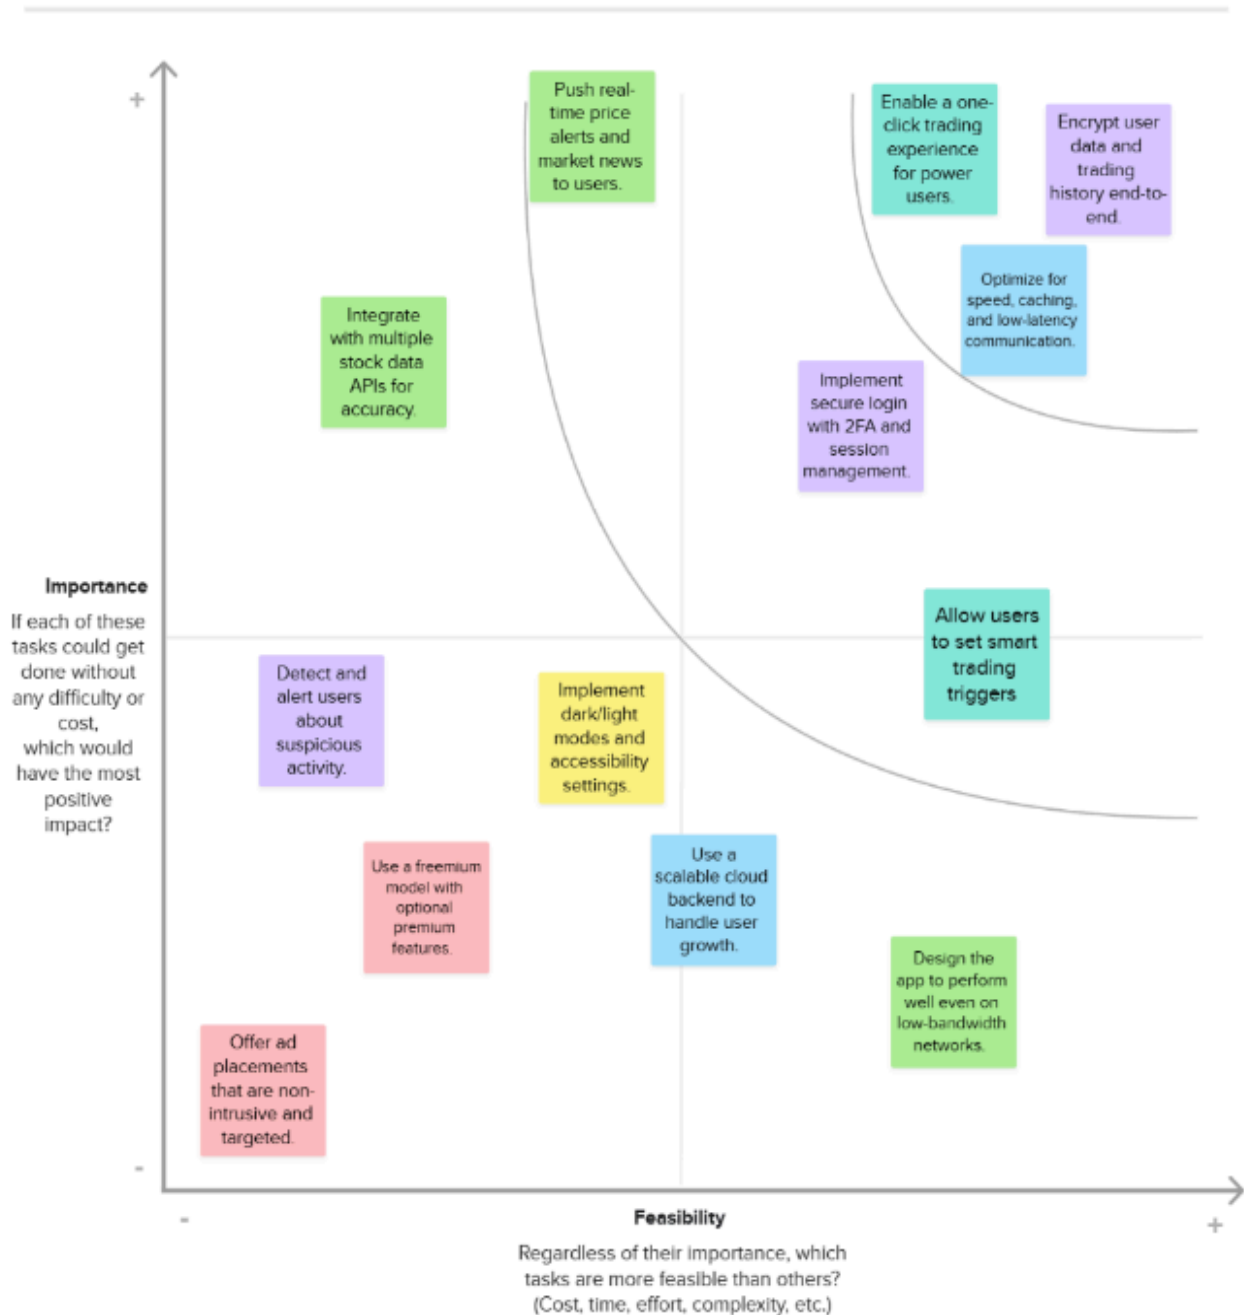 +
Push real-
time price
alerts and
market news
to users.
Enable a one-
click trading
experience
for power
users.
Encrypt user
data and
trading
history end-to-
end.
Optimize for
speed, caching,
and low-latency
communication.
Integrate
with multiple
stock data
APIs for
accuracy.
Implement
secure login
with 2FA and
session
management.
Importance
If each of these
tasks could get
done without
any difficulty or
cost,
which would
have the most
positive
impact?
Allow users
to set smart
trading
triggers
Detect and
alert users
about
suspicious
activity.
Implement
dark/light
modes and
accessibility
settings.
Use a freemium
model with
optional
premium
features.
Use a
scalable cloud
backend to
handle user
growth.
Design the
app to perform
well even on
low-bandwidth
networks.
Offer ad
placements
that are non-
intrusive and
targeted.
-
-
Feasibility
+
Regardless of their importance, which
tasks are more feasible than others?
(Cost, time, effort, complexity, etc.)